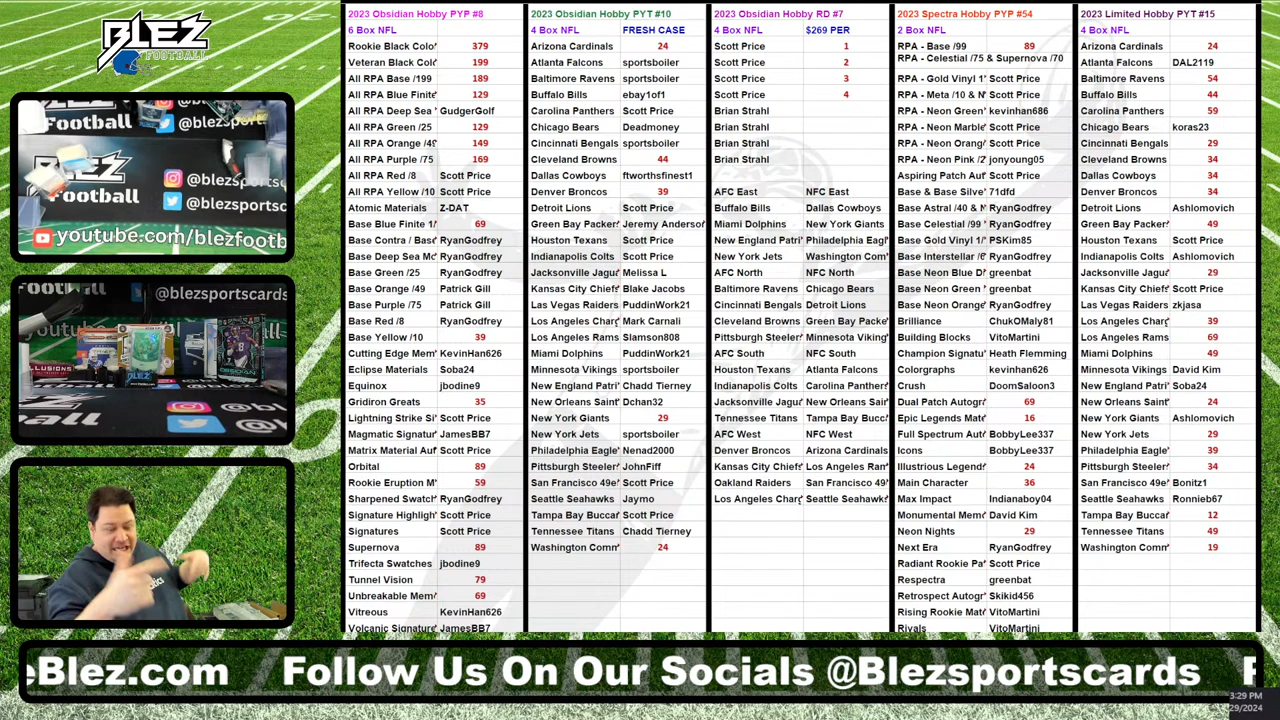 BLEZ
FOOTBALL
Football
@blezsports
BLEZ
Football
@blezsports
@blezsports
youtube.com/blezfootb
@blezsportscards
ILLUSIONS
2023 Obsidian Hobby PYP #8
6 Box NFL
Rookie Black Colo 379
Veteran Black Col 199
All RPA Base /199 189
All RPA Blue Finite 129
All RPA Deep Sea GudgerGolf
All RPA Green /25 129
All RPA Orange /49 149
All RPA Purple /75 169
All RPA Red /8 Scott Price
All RPA Yellow /10 Scott Price
Atomic Materials Z-DAT
Base Blue Finite 1/ 69
Base Contra / Base RyanGodfrey
Base Deep Sea Mo RyanGodfrey
Base Green /25 RyanGodfrey
Base Orange /49 Patrick Gill
Base Purple /75 Patrick Gill
Base Red /8 RyanGodfrey
Base Yellow /10 39
Cutting Edge Mem KevinHan626
Eclipse Materials Soba24
Equinox jbodine9
Gridiron Greats 35
Lightning Strike Si Scott Price
Magmatic Signatur JamesBB7
Matrix Material Aut Scott Price
Orbital 89
Rookie Eruption M 59
Sharpened Swatch RyanGodfrey
Signature Highligh Scott Price
Signatures Scott Price
Supernova 89
Trifecta Swatches jbodine9
Tunnel Vision 79
Unbreakable Mem 69
Vitreous KevinHan626
Volcanic Signature JamesBB7
2023 Obsidian Hobby PYT #10
4 Box NFL FRESH CASE
Arizona Cardinals 24
Atlanta Falcons sportsboiler
Baltimore Ravens sportsboiler
Buffalo Bills ebay1of1
Carolina Panthers Scott Price
Chicago Bears Deadmoney
Cincinnati Bengals sportsboiler
Cleveland Browns 44
Dallas Cowboys ftworthsfinest1
Denver Broncos 39
Detroit Lions Scott Price
Green Bay Packer Jeremy Anderson
Houston Texans Scott Price
Indianapolis Colts Scott Price
Jacksonville Jagu Melissa L
Kansas City Chiefs Blake Jacobs
Las Vegas Raiders PuddinWork21
Los Angeles Charg Mark Carnali
Los Angeles Rams Slamson808
Miami Dolphins PuddinWork21
Minnesota Vikings sportsboiler
New England Patri Chadd Tierney
New Orleans Saint Dchan32
New York Giants 29
New York Jets sportsboiler
Philadelphia Eagle Nenad2000
Pittsburgh Steeler JohnFiff
San Francisco 49e Scott Price
Seattle Seahawks Jaymo
Tampa Bay Buccan Scott Price
Tennessee Titans Chadd Tierney
Washington Comm 24
2023 Obsidian Hobby RD #7
4 Box NFL $269 PER
Scott Price 1
Scott Price 2
Scott Price 3
Scott Price 4
Brian Strahl
Brian Strahl
Brian Strahl
Brian Strahl
AFC East NFC East
Buffalo Bills Dallas Cowboys
Miami Dolphins New York Giants
New England Patri Philadelphia Eagl
New York Jets Washington Com
AFC North NFC North
Baltimore Ravens Chicago Bears
Cincinnati Bengals Detroit Lions
Cleveland Browns Green Bay Packe
Pittsburgh Steeler Minnesota Viking
AFC South NFC South
Houston Texans Atlanta Falcons
Indianapolis Colts Carolina Panther
Jacksonville Jagu New Orleans Sain
Tennessee Titans Tampa Bay Bucc
AFC West NFC West
Denver Broncos Arizona Cardinals
Kansas City Chiefs Los Angeles Ram
Oakland Raiders San Francisco 49
Los Angeles Charg Seattle Seahawk
2023 Spectra Hobby PYP #54
2 Box NFL
RPA - Base /99 89
RPA - Celestial /75 & Supernova /70
RPA - Gold Vinyl 1 Scott Price
RPA - Meta /10 & N Scott Price
RPA - Neon Green kevinhan686
RPA - Neon Marble Scott Price
RPA - Neon Orang Scott Price
RPA - Neon Pink /2 jonyoung05
Aspiring Patch Aut Scott Price
Base & Base Silve 71dfd
Base Astral /40 & N RyanGodfrey
Base Celestial /99 RyanGodfrey
Base Gold Vinyl 1/ PSKim85
Base Interstellar /6 RyanGodfrey
Base Neon Blue D greenbat
Base Neon Green greenbat
Base Neon Orange RyanGodfrey
Brilliance ChukOMaly81
Building Blocks VitoMartini
Champion Signatu Heath Flemming
Colorgraphs kevinhan626
Crush DoomSaloon3
Dual Patch Autogr 69
Epic Legends Mat 16
Full Spectrum Aut BobbyLee337
Icons BobbyLee337
Illustrious Legend 24
Main Character 36
Max Impact Indianaboy04
Monumental Mem David Kim
Neon Nights 29
Next Era RyanGodfrey
Radiant Rookie Pa Scott Price
Respectra greenbat
Retrospect Autogr Skikid456
Rising Rookie Mat VitoMartini
Rivals VitoMartini
2023 Limited Hobby PYT #15
4 Box NFL
Arizona Cardinals 24
Atlanta Falcons DAL2119
Baltimore Ravens 54
Buffalo Bills 44
Carolina Panthers 59
Chicago Bears koras23
Cincinnati Bengals 29
Cleveland Browns 34
Dallas Cowboys 34
Denver Broncos 34
Detroit Lions Ashlomovich
Green Bay Packer 49
Houston Texans Scott Price
Indianapolis Colts Ashlomovich
Jacksonville Jagu 29
Kansas City Chiefs Scott Price
Las Vegas Raiders zkjasa
Los Angeles Charg 39
Los Angeles Rams 69
Miami Dolphins 49
Minnesota Vikings David Kim
New England Patri Soba24
New Orleans Saint 24
New York Giants Ashlomovich
New York Jets 29
Philadelphia Eagle 39
Pittsburgh Steeler 34
San Francisco 49e Bonitz1
Seattle Seahawks Ronnieb67
Tampa Bay Buccan 12
Tennessee Titans 49
Washington Comm 19
eBlez.com Follow Us On Our Socials @Blezsportscards
3:29 PM
29/2024